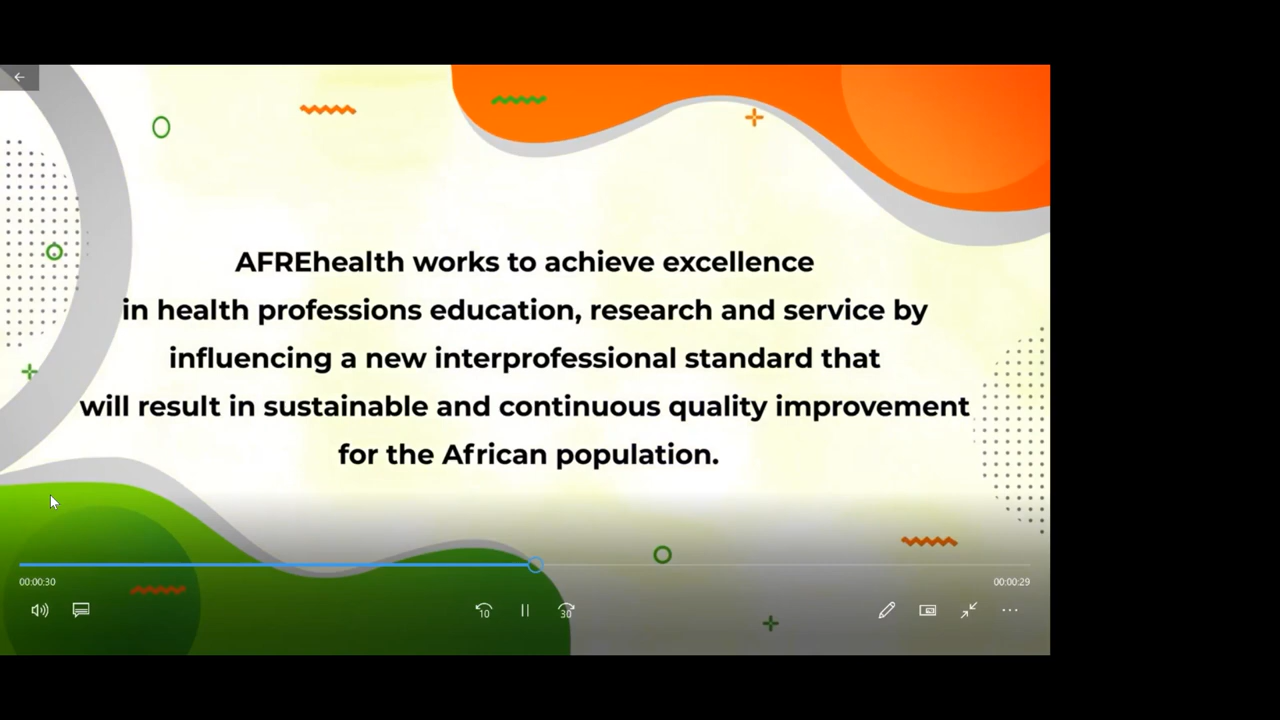 AFREhealth works to achieve excellence
in health professions education, research and service by
influencing a new interprofessional standard that
will result in sustainable and continuous quality improvement
for the African population.
00:00:30
00:00:29
10
30